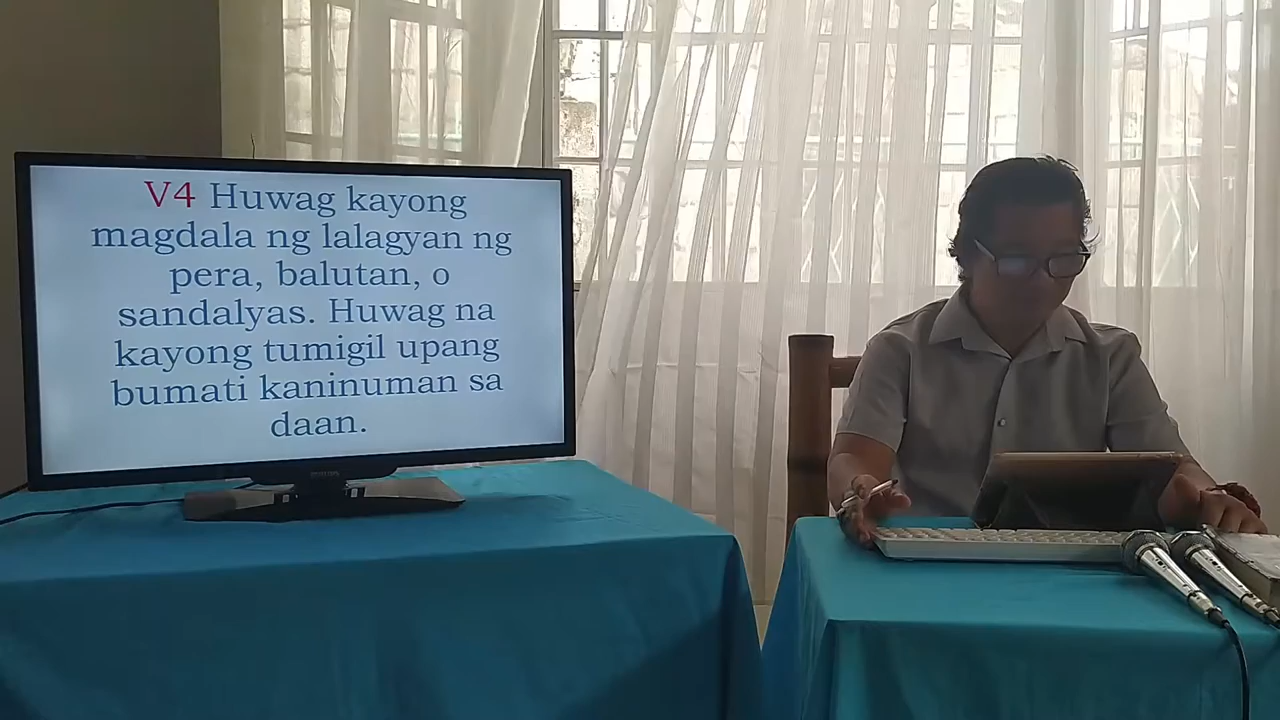 V4 Huwag kayong
magdala ng lalagyan ng
pera, balutan, o
sandalyas. Huwag na
kayong tumigil upang
bumati kaninuman sa
daan.
PHILIPS